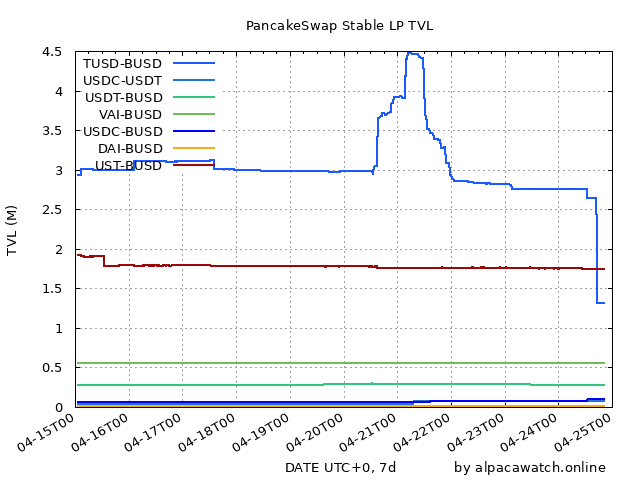 PancakeSwap Stable LP TVL
4.5
4
3.5
3
2.5
2
1.5
1
0.5
0
TVL (M)
TUSD-BUSD
USDC-USDT
USDT-BUSD
VAI-BUSD
USDC-BUSD
DAI-BUSD
UST-BUSD
04-15T00
04-16T00
04-17T00
04-18T00
04-19T00
04-20T00
04-21T00
04-22T00
04-23T00
04-24T00
04-25T00
DATE UTC+0, 7d
by alpacawatch.online